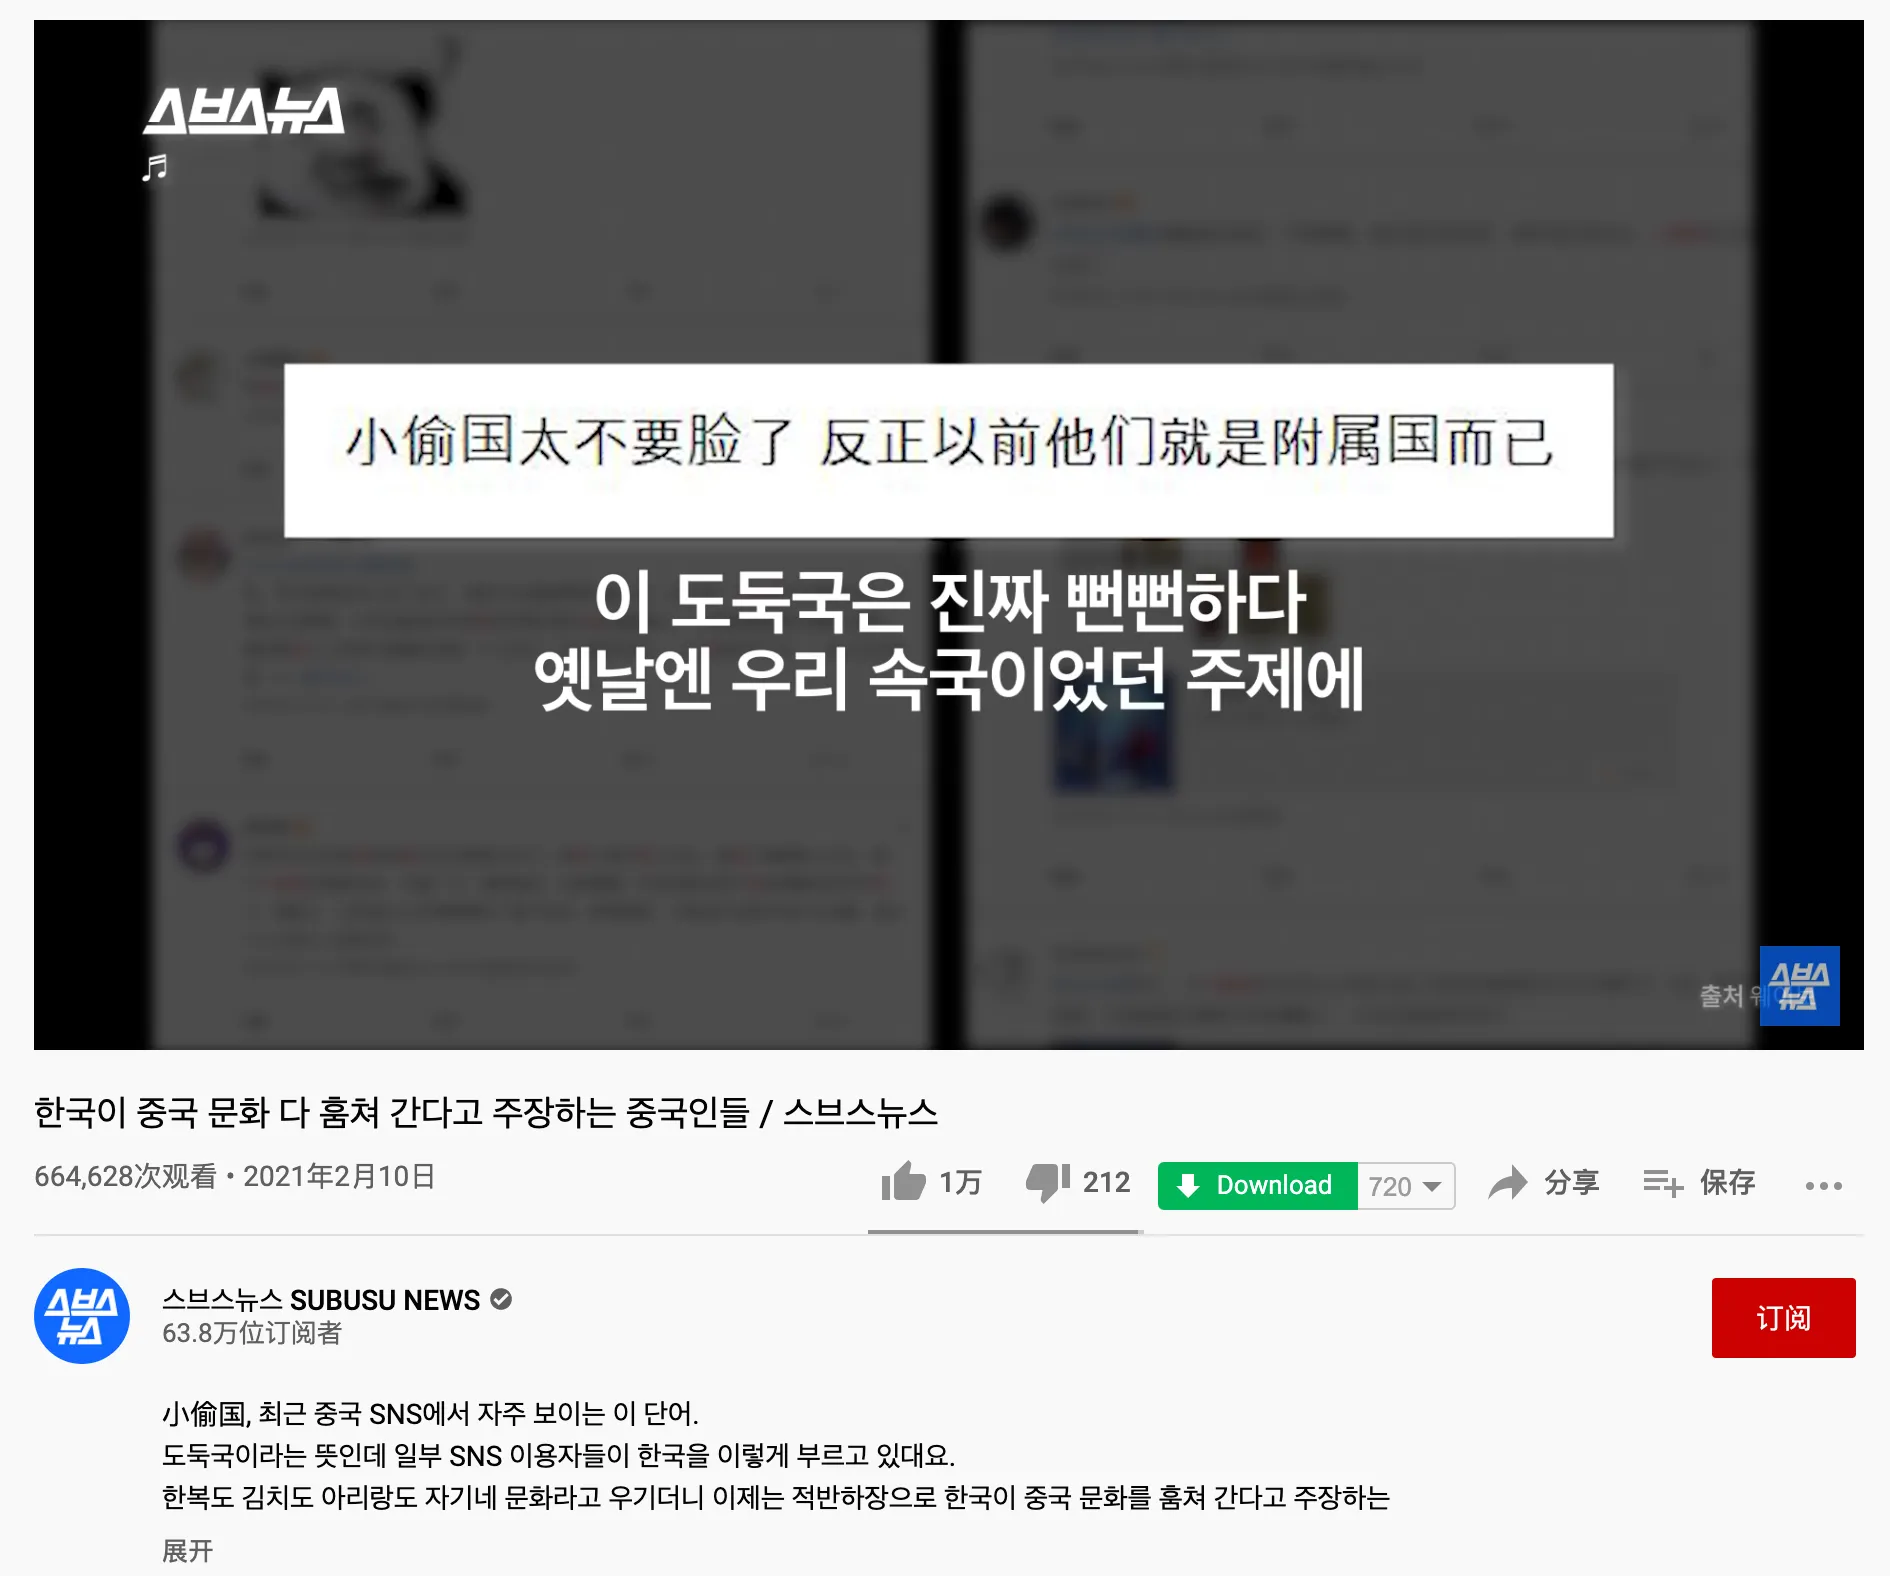 스브스뉴스
小偷国太不要脸了 反正以前他们就是附属国而已
이 도둑국은 진짜 뻔뻔하다
옛날엔 우리 속국이었던 주제에
출처
스브스
뉴스
한국이 중국 문화 다 훔쳐 간다고 주장하는 중국인들 / 스브스뉴스
664,628次观看 • 2021年2月10日
1万 212 Download 720 分享 保存
스브스
뉴스
스브스뉴스 SUBUSU NEWS
63.8万位订阅者
订阅
小偷国, 최근 중국 SNS에서 자주 보이는 이 단어.
도둑국이라는 뜻인데 일부 SNS 이용자들이 한국을 이렇게 부르고 있대요.
한복도 김치도 아리랑도 자기네 문화라고 우기더니 이제는 적반하장으로 한국이 중국 문화를 훔쳐 간다고 주장하는
展开